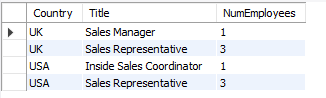 Country Title NumEmployees
UK Sales Manager 1
UK Sales Representative 3
USA Inside Sales Coordinator 1
USA Sales Representative 3